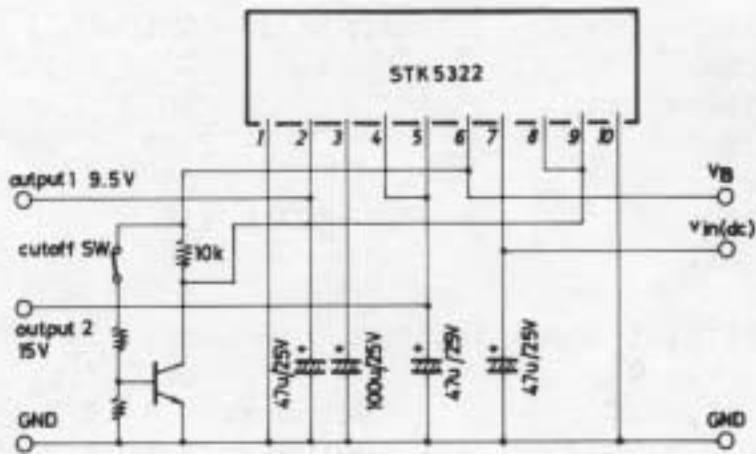 STK5322
1 2 3 4 5 6 7 8 9 10
output1 9.5V
VB
cutoff SW
10k
Vin(dc)
output 2
15V
47u/25V
100u/25V
47u/25V
47u/25V
GND
GND